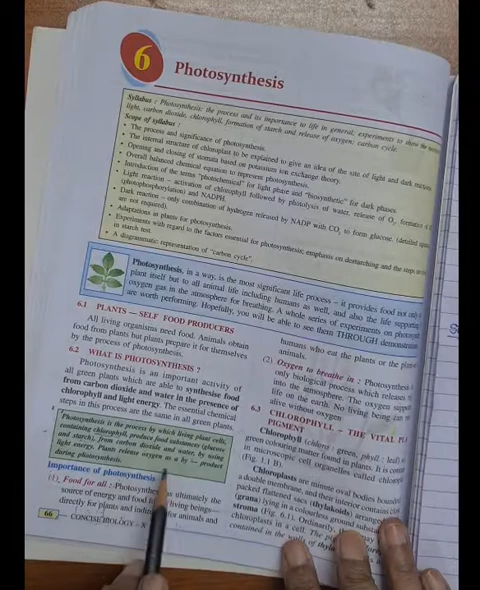 6
Photosynthesis
Syllabus : Photosynthesis: the process and its importance to life in general; experiments to show the
light, carbon dioxide, chlorophyll, formation of starch and release of oxygen; carbon cycle.
Scope of syllabus :
• The process and significance of photosynthesis.
• The internal structure of chloroplast to be explained to give an idea of the site of light and dark reactions
• Opening and closing of stomata based on potassium ion exchange theory.
• Overall balanced chemical equation to represent photosynthesis.
• Introduction of the terms "photochemical" for light phase and "biosynthetic" for dark phases.
• Light reaction – activation of chlorophyll followed by photolysis of water, release of O₂, formation of
(photophosphorylation) and NADPH.
• Dark reaction – only combination of hydrogen released by NADP with CO₂ to form glucose. (detailed
are not required).
• Adaptations in plants for photosynthesis.
• Experiments with regard to the factors essential for photosynthesis; emphasis on destarching and the steps
in starch test.
• A diagrammatic representation of "carbon cycle".
Photosynthesis, in a way, is the most significant life process – it provides food not only
plant itself but to all animal life including humans as well, and also the life supporting
oxygen gas in the atmosphere for breathing. A whole series of experiments on
are worth performing. Hopefully, you will be able to see them THROUGH
6.1 PLANTS — SELF FOOD PRODUCERS
All living organisms need food. Animals obtain
food from plants but plants prepare it for themselves
by the process of photosynthesis.
6.2 WHAT IS PHOTOSYNTHESIS ?
Photosynthesis is an important activity of
all green plants which are able to synthesise food
from carbon dioxide and water in the presence of
chlorophyll and light energy. The essential chemical
steps in this process are the same in all green plants.
Photosynthesis is the process by which living plant cells,
containing chlorophyll, produce food substances (glucose
and starch), from carbon dioxide and water, by using
light energy. Plants release oxygen as a by – product
during photosynthesis.
Importance of photosynthesis
(1) Food for all : Photosynthesis is ultimately the
source of energy and food for living beings–
directly for plants and indirectly for animals and
66
CONCISE BIOLOGY – X
humans who eat the plants or the
animals.
(2) Oxygen to breathe in : Photosynthesis
only biological process which releases
into the atmosphere. The oxygen
life on the earth. No living being can
alive without oxygen.
6.3 CHLOROPHYLL – THE VITAL
PIGMENT
Chlorophyll (chloro: green, phyll : leaf)
green colouring matter found in plants. It is
in microscopic cell organelles called
(Fig. )
Chloroplasts are minute oval bodies bounded
a double membrane, and their interior contains
packed flattened sacs (thylakoids) arranged
(grana) lying in a colourless ground substance
stroma (Fig. 6.1). Ordinarily, may
chloroplasts in a cell. The
contained in the walls of